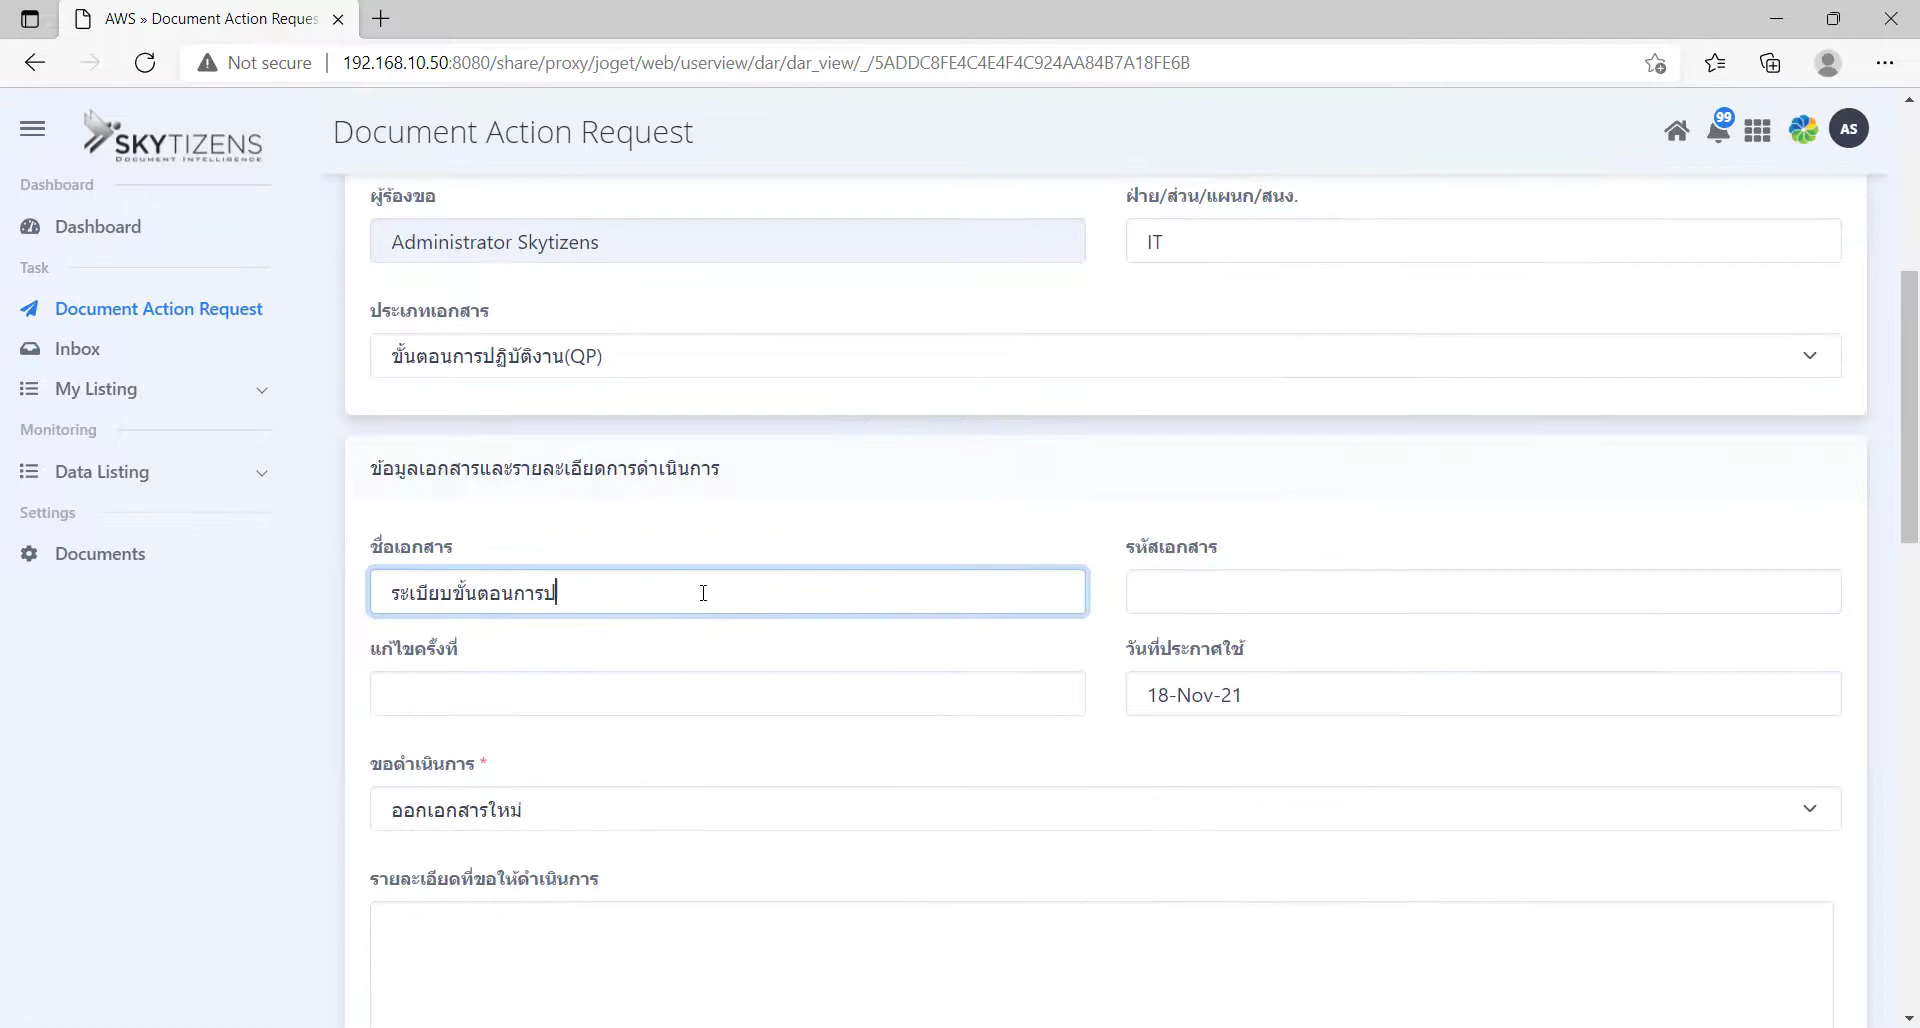 AWS » Document Action Reques
Not secure
192.168.10.50:8080/share/proxy/joget/web/userview/dar/dar_view/_/5ADDC8FE4C4E4F4C924AA84B7A18FE6B
SKYTIZENS
DOCUMENT INTELLIGENCE
Document Action Request
99
AS
Dashboard
Dashboard
Task
Document Action Request
Inbox
My Listing
Monitoring
Data Listing
Settings
Documents
ผู้ร้องขอ
ฝ่าย/ส่วน/แผนก/สนง.
Administrator Skytizens
IT
ประเภทเอกสาร
ขั้นตอนการปฏิบัติงาน(QP)
ข้อมูลเอกสารและรายละเอียดการดำเนินการ
ชื่อเอกสาร
รหัสเอกสาร
ระเบียบขั้นตอนการป
แก้ไขครั้งที่
วันที่ประกาศใช้
18-Nov-21
ขอดำเนินการ *
ออกเอกสารใหม่
รายละเอียดที่ขอให้ดำเนินการ